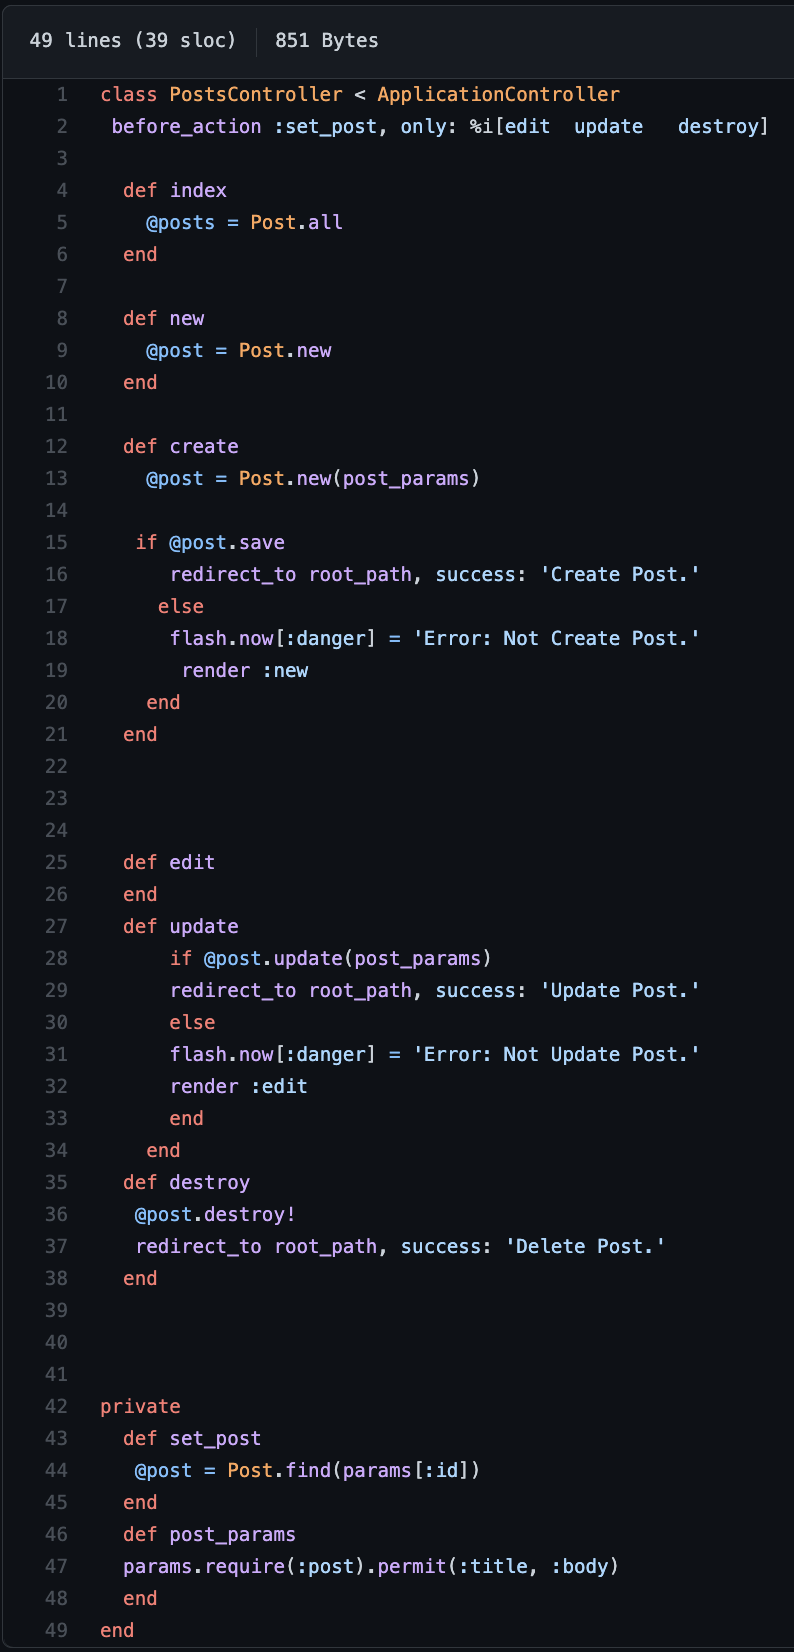 49 lines (39 sloc) 851 Bytes
1 class PostsController < ApplicationController
2  before_action :set_post, only: %i[edit  update   destroy]
3
4   def index
5     @posts = Post.all
6   end
7
8   def new
9     @post = Post.new
10   end
11
12   def create
13     @post = Post.new(post_params)
14
15    if @post.save
16       redirect_to root_path, success: 'Create Post.'
17      else
18       flash.now[:danger] = 'Error: Not Create Post.'
19        render :new
20     end
21   end
22
23
24
25   def edit
26   end
27   def update
28       if @post.update(post_params)
29       redirect_to root_path, success: 'Update Post.'
30       else
31       flash.now[:danger] = 'Error: Not Update Post.'
32       render :edit
33       end
34     end
35   def destroy
36    @post.destroy!
37    redirect_to root_path, success: 'Delete Post.'
38   end
39
40
41
42 private
43   def set_post
44    @post = Post.find(params[:id])
45   end
46   def post_params
47   params.require(:post).permit(:title, :body)
48   end
49 end